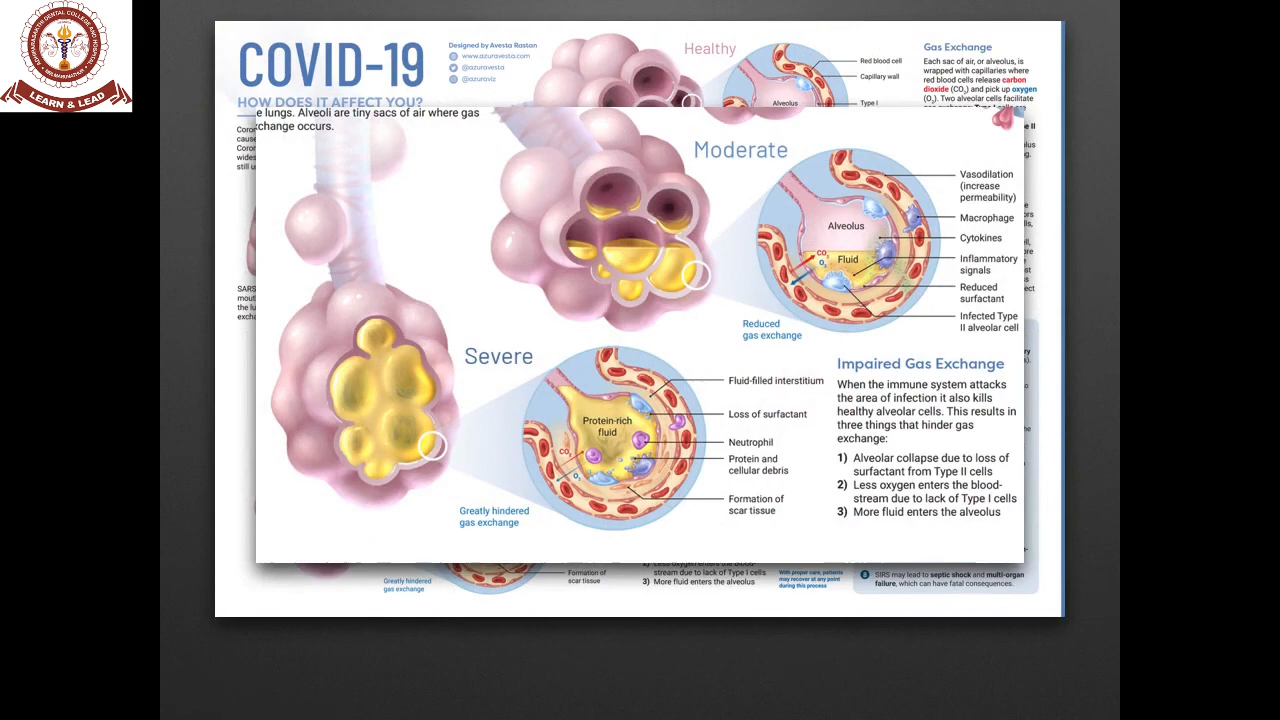 LEARN & LEAD
COVID-19
HOW DOES IT AFFECT YOU?
Designed by Avesta Rastan
www.azuravesta.com
@azuravesta
@azuraviz
Healthy
Red blood cell
Capillary wall
Alveolus
Type I
Gas Exchange
Each sac of air, or alveolus, is
wrapped with capillaries where
red blood cells release carbon
dioxide (CO₂) and pick up oxygen
(O₂). Two alveolar cells facilitate
e lungs. Alveoli are tiny sacs of air where gas
change occurs.
Moderate
Vasodilation
(increase
permeability)
Macrophage
Cytokines
Inflammatory
signals
Reduced
surfactant
Infected Type
II alveolar cell
Alveolus
Fluid
CO₂
O₂
Reduced
gas exchange
Severe
Fluid-filled interstitium
Loss of surfactant
Neutrophil
Protein and
cellular debris
Formation of
scar tissue
Protein-rich
fluid
CO₂
O₂
Greatly hindered
gas exchange
Impaired Gas Exchange
When the immune system attacks
the area of infection it also kills
healthy alveolar cells. This results in
three things that hinder gas
exchange:
1) Alveolar collapse due to loss of
surfactant from Type II cells
2) Less oxygen enters the blood-
stream due to lack of Type I cells
3) More fluid enters the alveolus
Greatly hindered
gas exchange
Formation of
scar tissue
stream due to lack of Type I cells
3) More fluid enters the alveolus
With proper care, patients
may recover at any point
during this process
8 SIRS may lead to septic shock and multi-organ
failure, which can have fatal consequences.